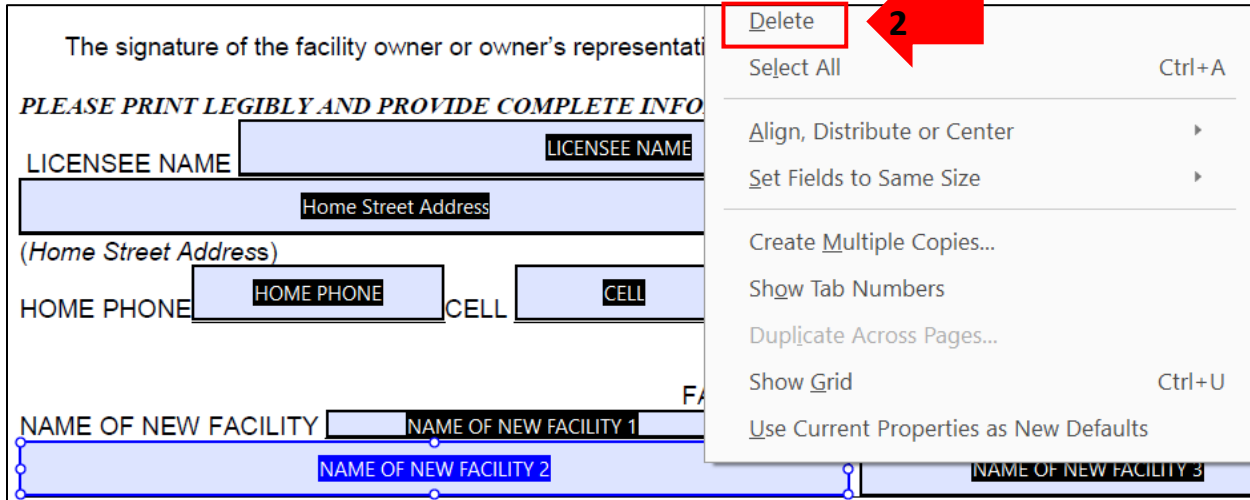 The signature of the facility owner or owner's representati
PLEASE PRINT LEGIBLY AND PROVIDE COMPLETE INFO
LICENSEE NAME LICENSEE NAME
Home Street Address
(Home Street Address)
HOME PHONE HOME PHONE CELL CELL
FA
NAME OF NEW FACILITY NAME OF NEW FACILITY 1
NAME OF NEW FACILITY 2 NAME OF NEW FACILITY 3
Delete 2
Select All Ctrl+A
Align, Distribute or Center
Set Fields to Same Size
Create Multiple Copies...
Show Tab Numbers
Duplicate Across Pages...
Show Grid Ctrl+U
Use Current Properties as New Defaults